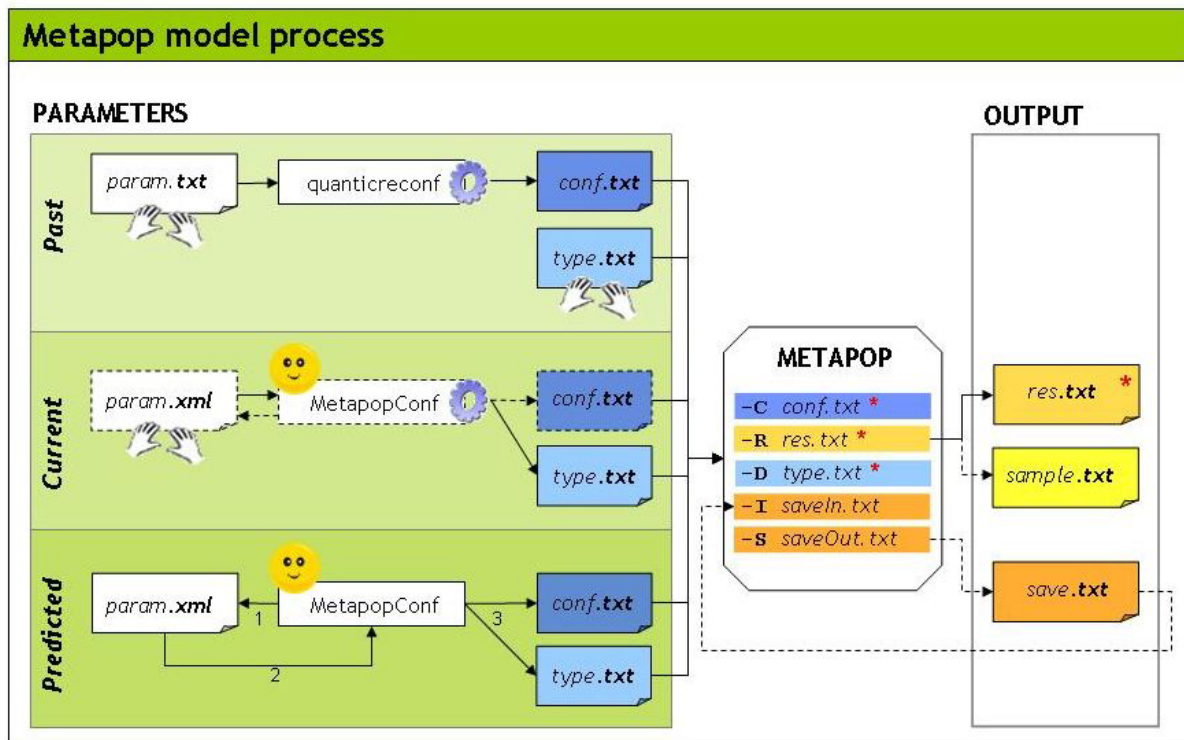 Metapop model process
PARAMETERS
OUTPUT
Past
param.txt
quanticreconf
conf.txt
type.txt
Current
param.xml
MetapopConf
conf.txt
type.txt
Predicted
param.xml
1
MetapopConf
2
3
conf.txt
type.txt
METAPOP
-C conf.txt *
-R res.txt *
-D type.txt *
-I saveIn.txt
-S saveOut.txt
res.txt *
sample.txt
save.txt